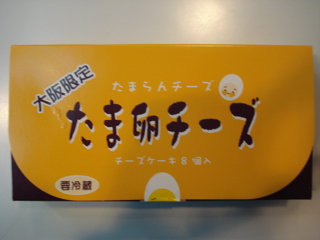 大阪限定
たまらんチーズ
たま卵チーズ
チーズケーキ8個入
要冷蔵